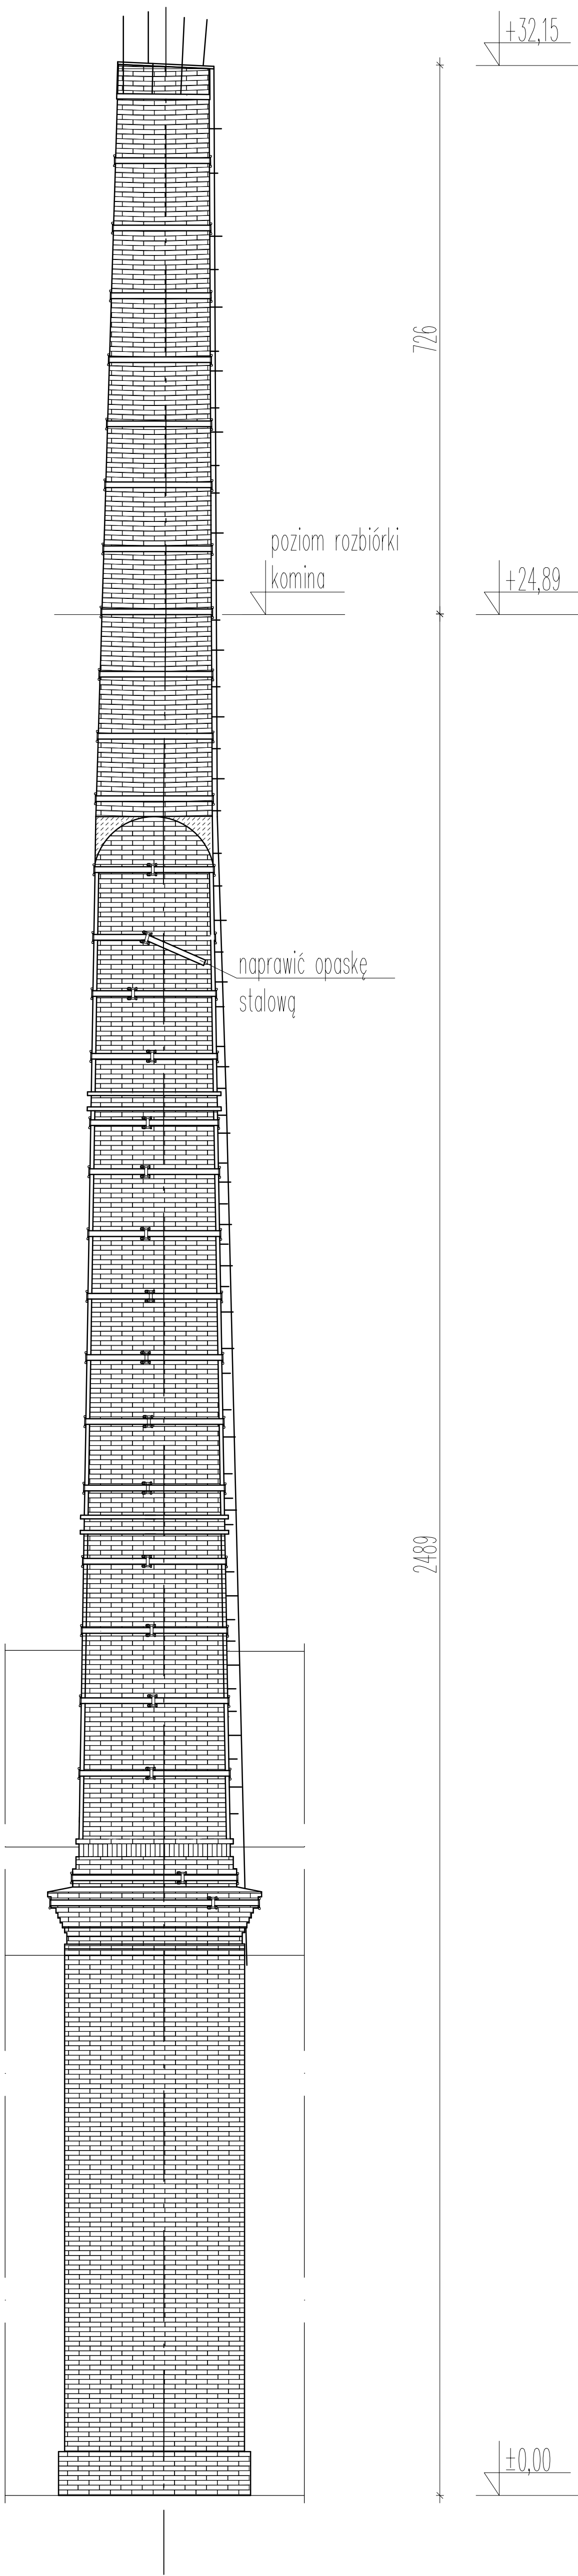 +32,15
726
poziom rozbiórki
komina
+24,89
naprawić opaskę
stalową
2489
±0,00